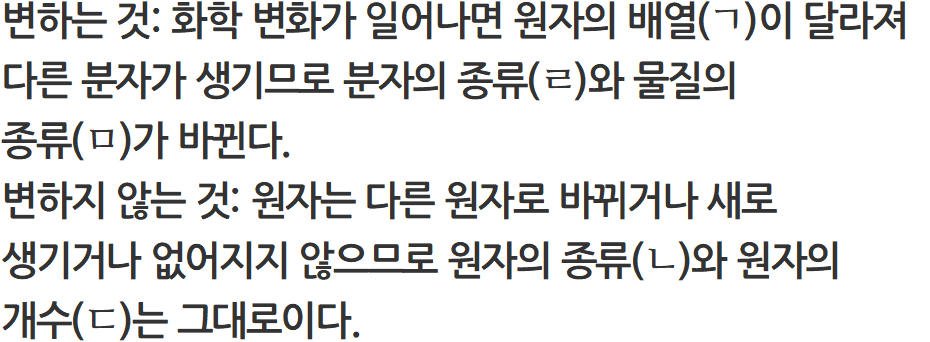 변하는 것: 화학 변화가 일어나면 원자의 배열(ㄱ)이 달라져
다른 분자가 생기므로 분자의 종류(ㄹ)와 물질의
종류(ㅁ)가 바뀐다.
변하지 않는 것: 원자는 다른 원자로 바뀌거나 새로
생기거나 없어지지 않으므로 원자의 종류(ㄴ)와 원자의
개수(ㄷ)는 그대로이다.